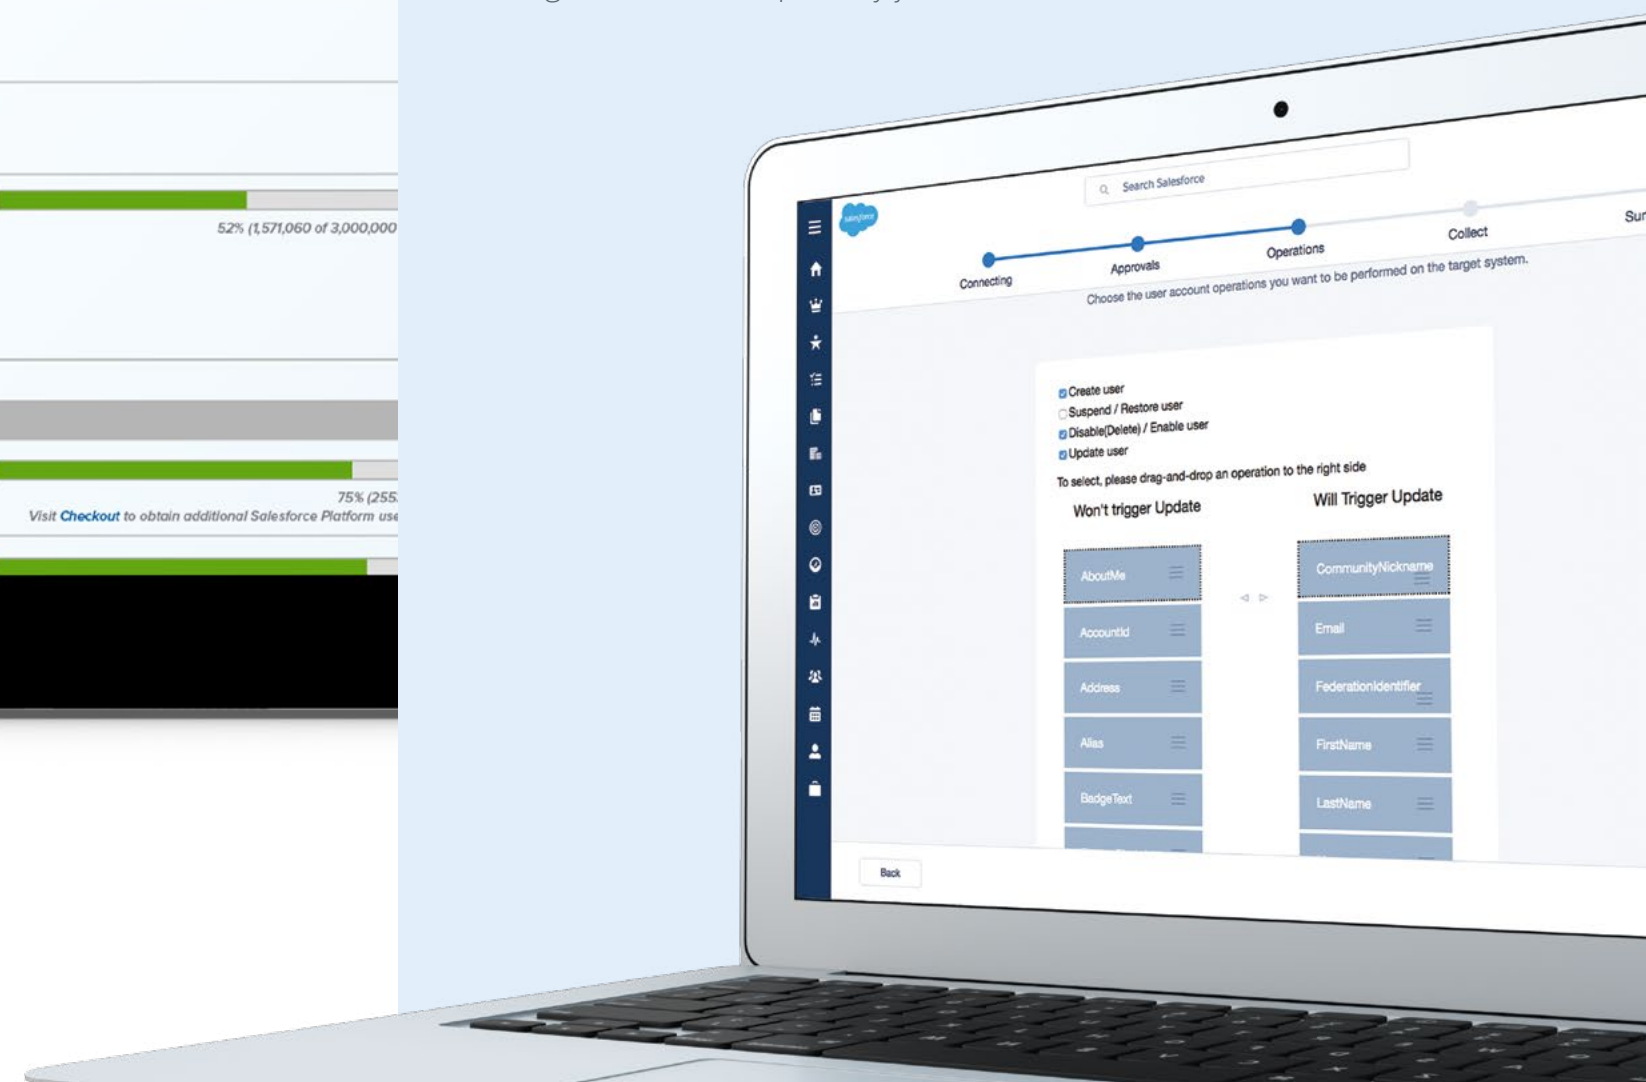 52% (1,571,060 of 3,000,000
75% (255
Visit Checkout to obtain additional Salesforce Platform use
salesforce
Search Salesforce
Connecting
Approvals
Operations
Collect
Sur
Choose the user account operations you want to be performed on the target system.
Create user
Suspend / Restore user
Disable(Delete) / Enable user
Update user
To select, please drag-and-drop an operation to the right side
Won't trigger Update
Will Trigger Update
AboutMe
CommunityNickname
AccountId
Email
Address
FederationIdentifier
Alias
FirstName
BadgeText
LastName
Back